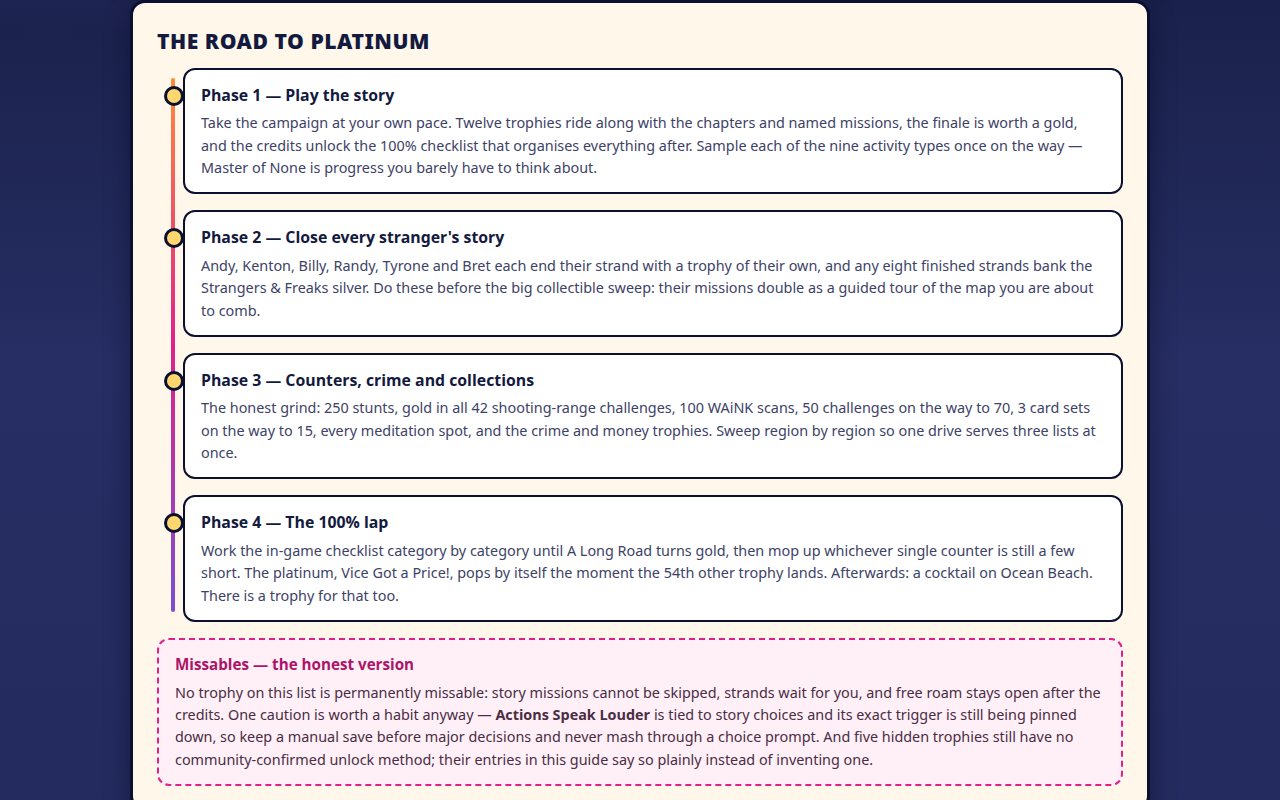 THE ROAD TO PLATINUM
Phase 1 — Play the story
Take the campaign at your own pace. Twelve trophies ride along with the chapters and named missions, the finale is worth a gold,
and the credits unlock the 100% checklist that organises everything after. Sample each of the nine activity types once on the way —
Master of None is progress you barely have to think about.
Phase 2 — Close every stranger's story
Andy, Kenton, Billy, Randy, Tyrone and Bret each end their strand with a trophy of their own, and any eight finished strands bank the
Strangers & Freaks silver. Do these before the big collectible sweep: their missions double as a guided tour of the map you are about
to comb.
Phase 3 — Counters, crime and collections
The honest grind: 250 stunts, gold in all 42 shooting-range challenges, 100 WAiNK scans, 50 challenges on the way to 70, 3 card sets
on the way to 15, every meditation spot, and the crime and money trophies. Sweep region by region so one drive serves three lists at
once.
Phase 4 — The 100% lap
Work the in-game checklist category by category until A Long Road turns gold, then mop up whichever single counter is still a few
short. The platinum, Vice Got a Price!, pops by itself the moment the 54th other trophy lands. Afterwards: a cocktail on Ocean Beach.
There is a trophy for that too.
Missables — the honest version
No trophy on this list is permanently missable: story missions cannot be skipped, strands wait for you, and free roam stays open after the
credits. One caution is worth a habit anyway — Actions Speak Louder is tied to story choices and its exact trigger is still being pinned
down, so keep a manual save before major decisions and never mash through a choice prompt. And five hidden trophies still have no
community-confirmed unlock method; their entries in this guide say so plainly instead of inventing one.